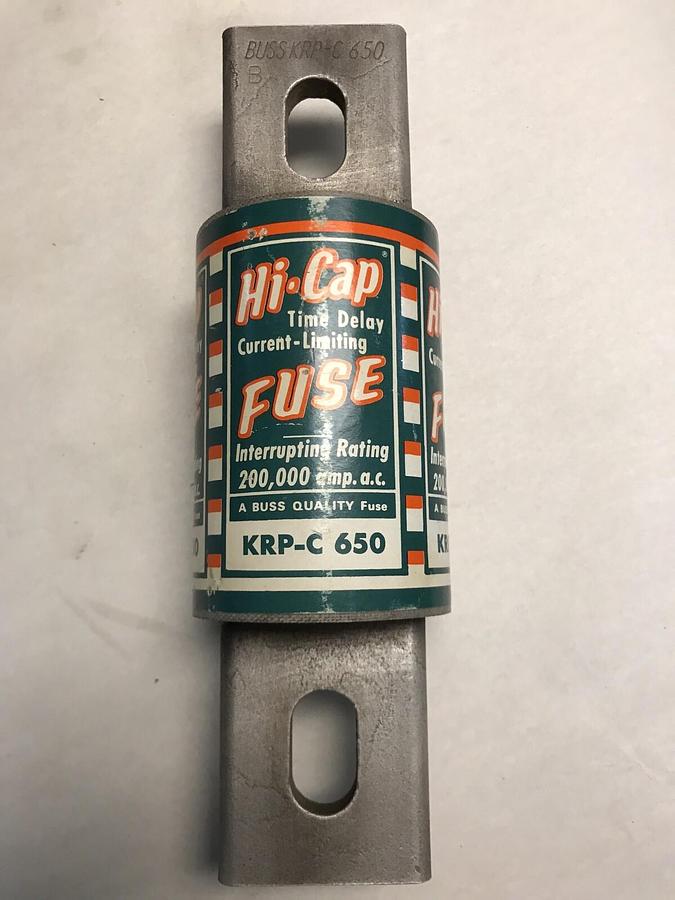 BUSS KRP-C 650
B
Hi-Cap®
Time Delay
Current-Limiting
FUSE
Interrupting Rating
200,000 amp. a.c.
A BUSS QUALITY Fuse
KRP-C 650